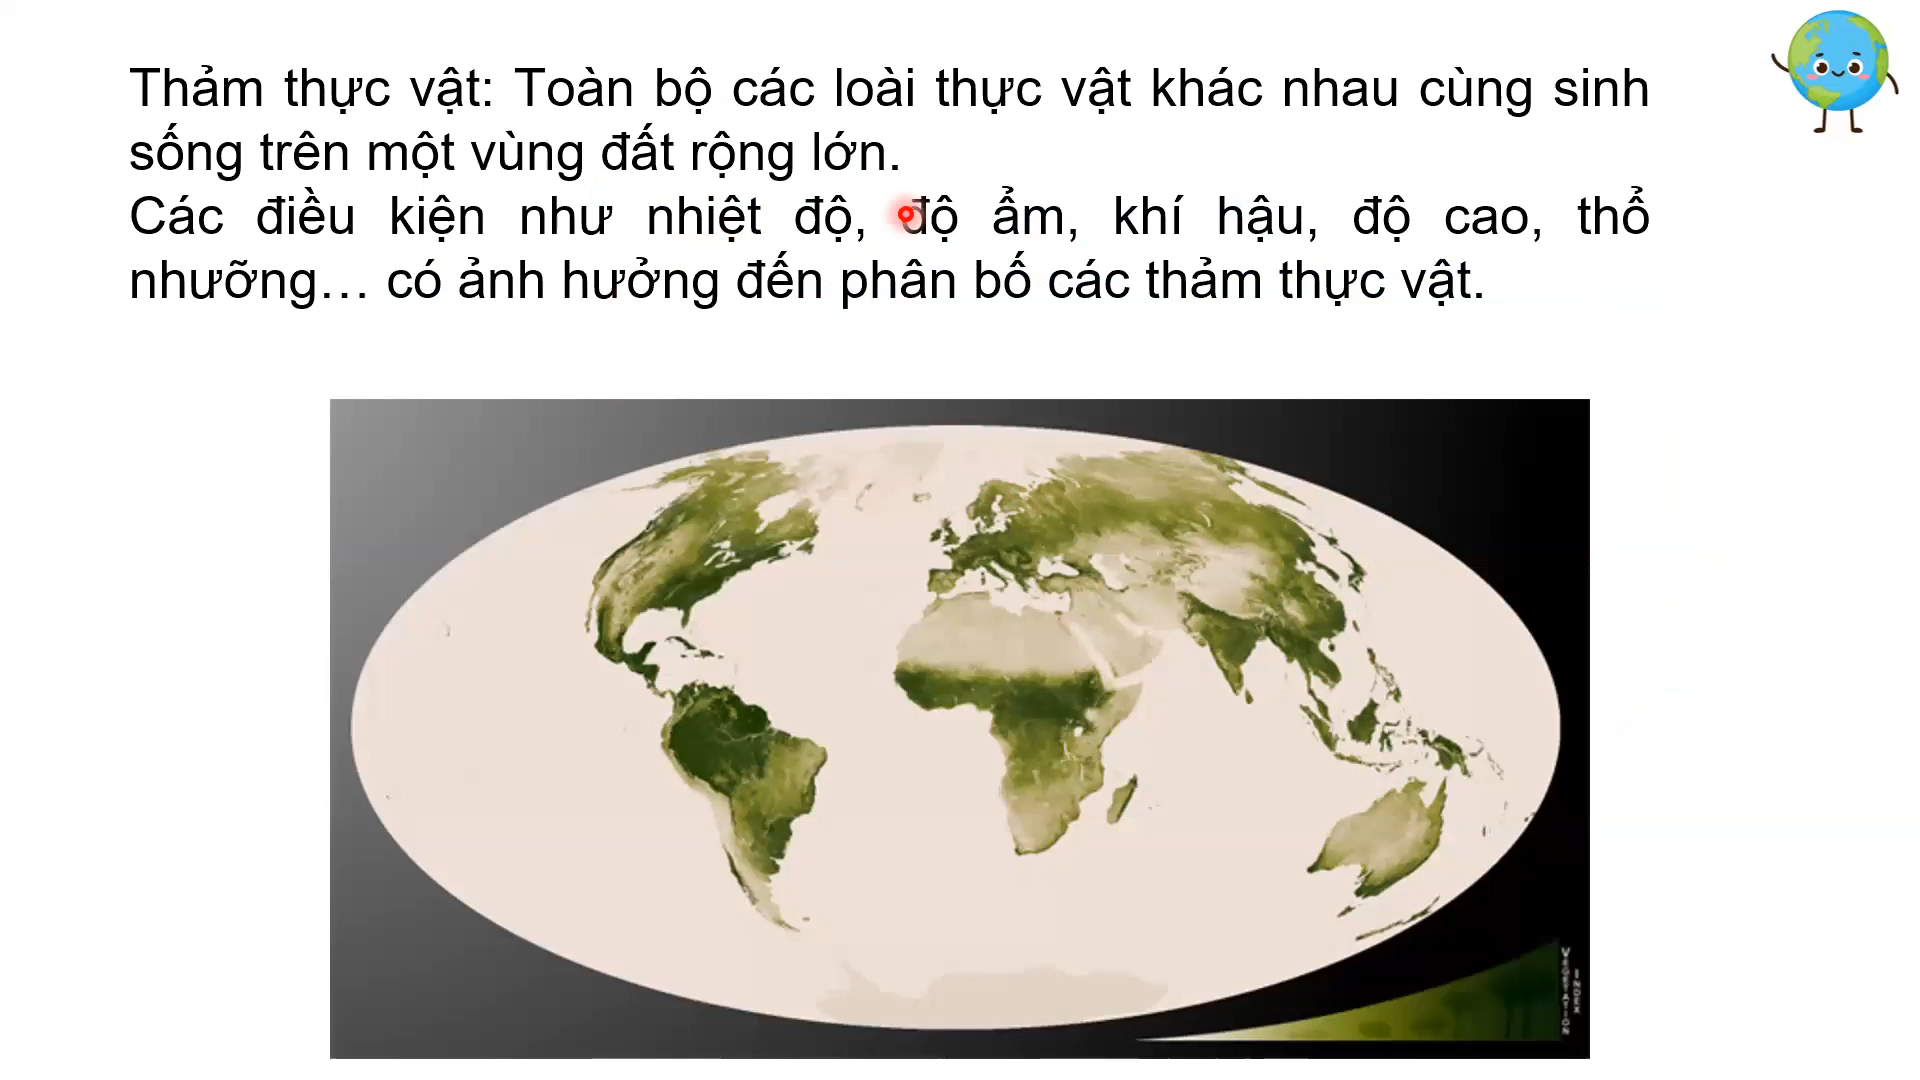 Thảm thực vật: Toàn bộ các loài thực vật khác nhau cùng sinh
sống trên một vùng đất rộng lớn.
Các điều kiện như nhiệt độ, độ ẩm, khí hậu, độ cao, thổ
nhưỡng… có ảnh hưởng đến phân bố các thảm thực vật.
VEGETATION
INDEX